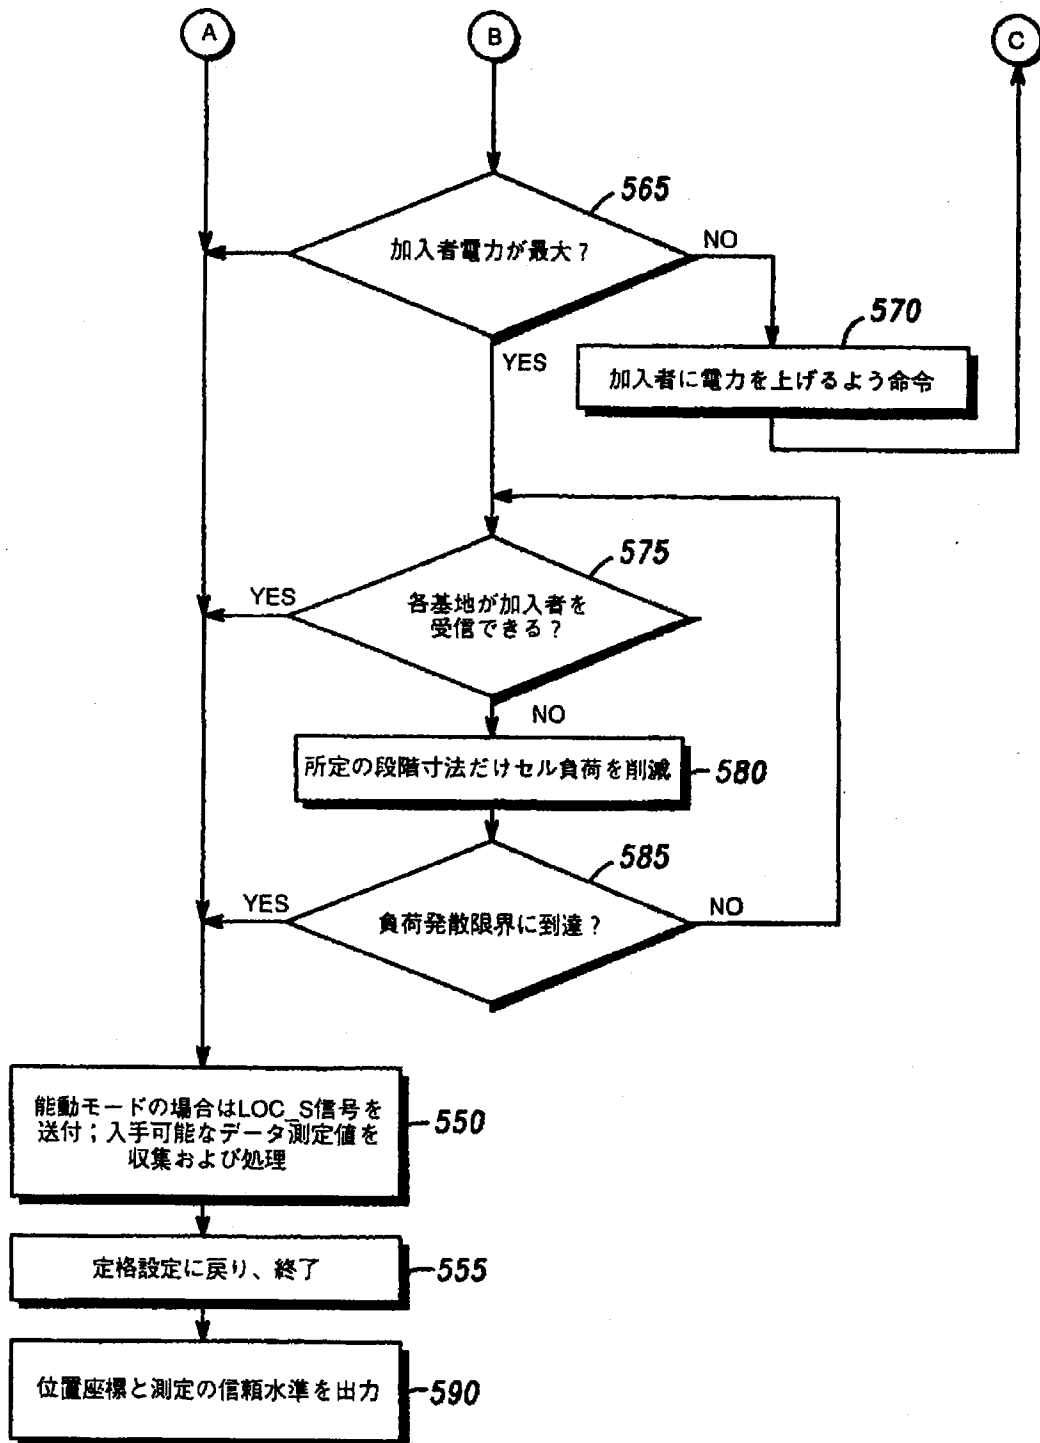 A
B
C
565
加入者電力が最大？
NO
570
YES
加入者に電力を上げるよう命令
575
YES
各基地が加入者を
受信できる？
NO
所定の段階寸法だけセル負荷を削減
580
585
YES
NO
負荷発散限界に到達？
能動モードの場合はLOC_S信号を
送付；入手可能なデータ測定値を
収集および処理
550
定格設定に戻り、終了
555
位置座標と測定の信頼水準を出力
590